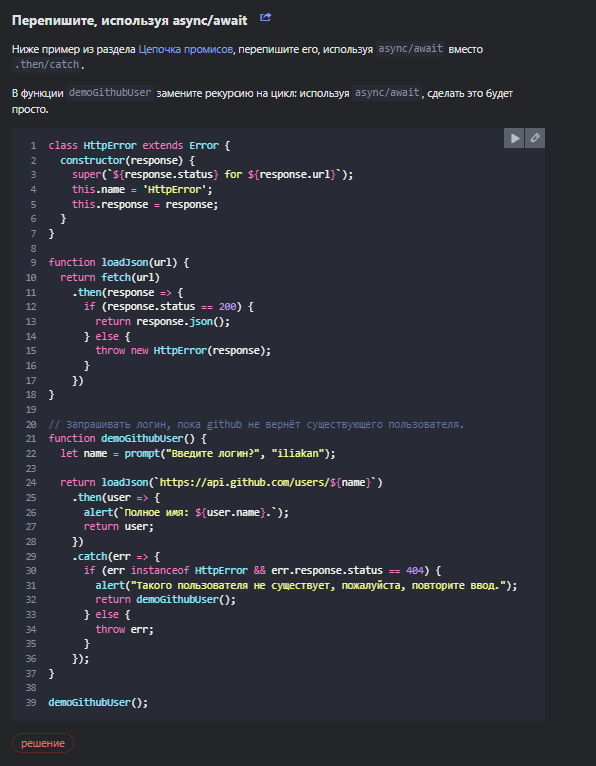 Перепишите, используя async/await
Ниже пример из раздела Цепочка промисов, перепишите его, используя async/await вместо
.then/catch.
В функции demoGithubUser замените рекурсию на цикл: используя async/await, сделать это будет
просто.
1 class HttpError extends Error {
2   constructor(response) {
3     super(`${response.status} for ${response.url}`);
4     this.name = 'HttpError';
5     this.response = response;
6   }
7 }
8
9 function loadJson(url) {
10   return fetch(url)
11     .then(response => {
12       if (response.status == 200) {
13         return response.json();
14       } else {
15         throw new HttpError(response);
16       }
17     })
18 }
19
20 // Запрашивать логин, пока github не вернёт существующего пользователя.
21 function demoGithubUser() {
22   let name = prompt("Введите логин?", "iliakan");
23
24   return loadJson(`https://api.github.com/users/${name}`)
25     .then(user => {
26       alert(`Полное имя: ${user.name}.`);
27       return user;
28     })
29     .catch(err => {
30       if (err instanceof HttpError && err.response.status == 404) {
31         alert("Такого пользователя не существует, пожалуйста, повторите ввод.");
32         return demoGithubUser();
33       } else {
34         throw err;
35       }
36     });
37 }
38
39 demoGithubUser();
решение